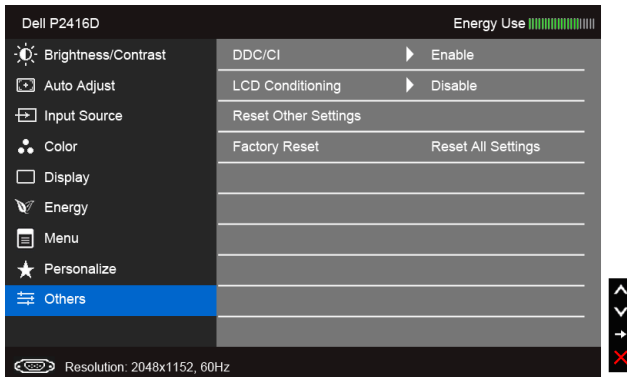 Dell P2416D Energy Use
Brightness/Contrast DDC/CI Enable
Auto Adjust LCD Conditioning Disable
Input Source Reset Other Settings
Color Factory Reset Reset All Settings
Display
Energy
Menu
Personalize
Others
Resolution: 2048x1152, 60Hz